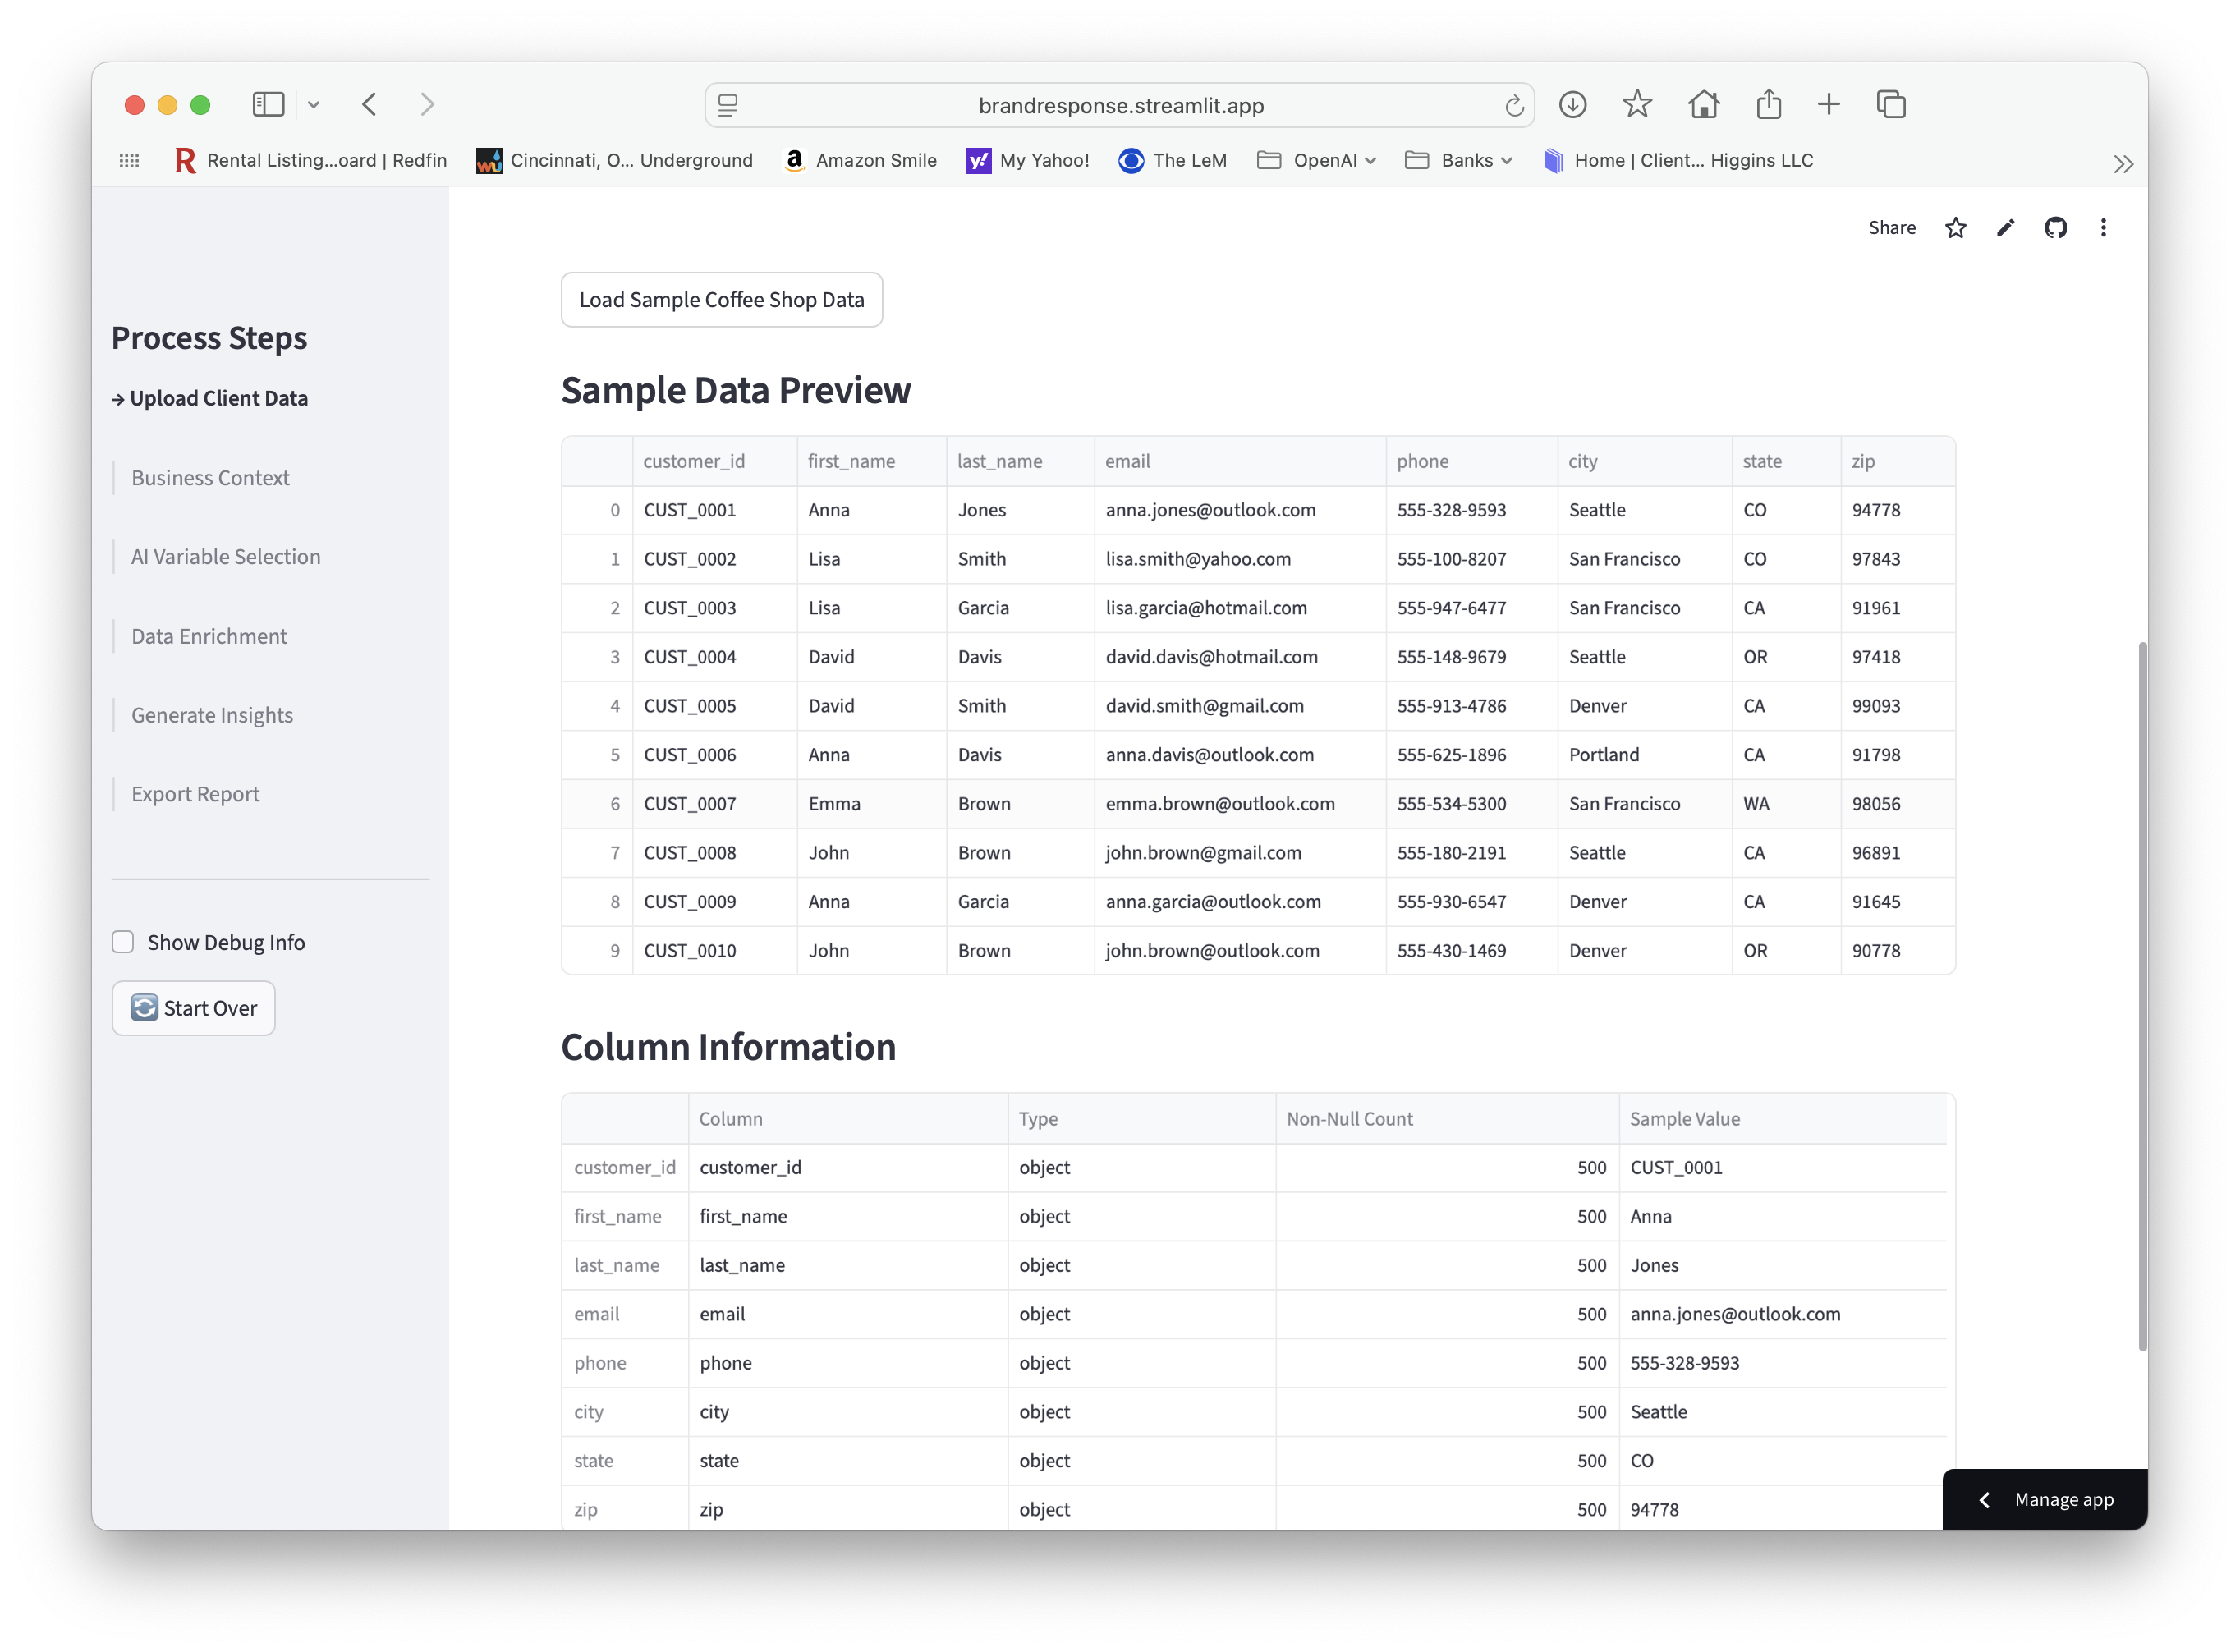 brandresponse.streamlit.app
Rental Listing...oard | Redfin
Cincinnati, O... Underground
Amazon Smile
My Yahoo!
The LeM
OpenAI
Banks
Home | Client... Higgins LLC
Share
Process Steps
→ Upload Client Data
Business Context
AI Variable Selection
Data Enrichment
Generate Insights
Export Report
Show Debug Info
Start Over
Load Sample Coffee Shop Data
Sample Data Preview
customer_id first_name last_name email phone city state zip
0 CUST_0001 Anna Jones anna.jones@outlook.com 555-328-9593 Seattle CO 94778
1 CUST_0002 Lisa Smith lisa.smith@yahoo.com 555-100-8207 San Francisco CO 97843
2 CUST_0003 Lisa Garcia lisa.garcia@hotmail.com 555-947-6477 San Francisco CA 91961
3 CUST_0004 David Davis david.davis@hotmail.com 555-148-9679 Seattle OR 97418
4 CUST_0005 David Smith david.smith@gmail.com 555-913-4786 Denver CA 99093
5 CUST_0006 Anna Davis anna.davis@outlook.com 555-625-1896 Portland CA 91798
6 CUST_0007 Emma Brown emma.brown@outlook.com 555-534-5300 San Francisco WA 98056
7 CUST_0008 John Brown john.brown@gmail.com 555-180-2191 Seattle CA 96891
8 CUST_0009 Anna Garcia anna.garcia@outlook.com 555-930-6547 Denver CA 91645
9 CUST_0010 John Brown john.brown@outlook.com 555-430-1469 Denver OR 90778
Column Information
Column Type Non-Null Count Sample Value
customer_id customer_id object 500 CUST_0001
first_name first_name object 500 Anna
last_name last_name object 500 Jones
email email object 500 anna.jones@outlook.com
phone phone object 500 555-328-9593
city city object 500 Seattle
state state object 500 CO
zip zip object 500 94778
Manage app